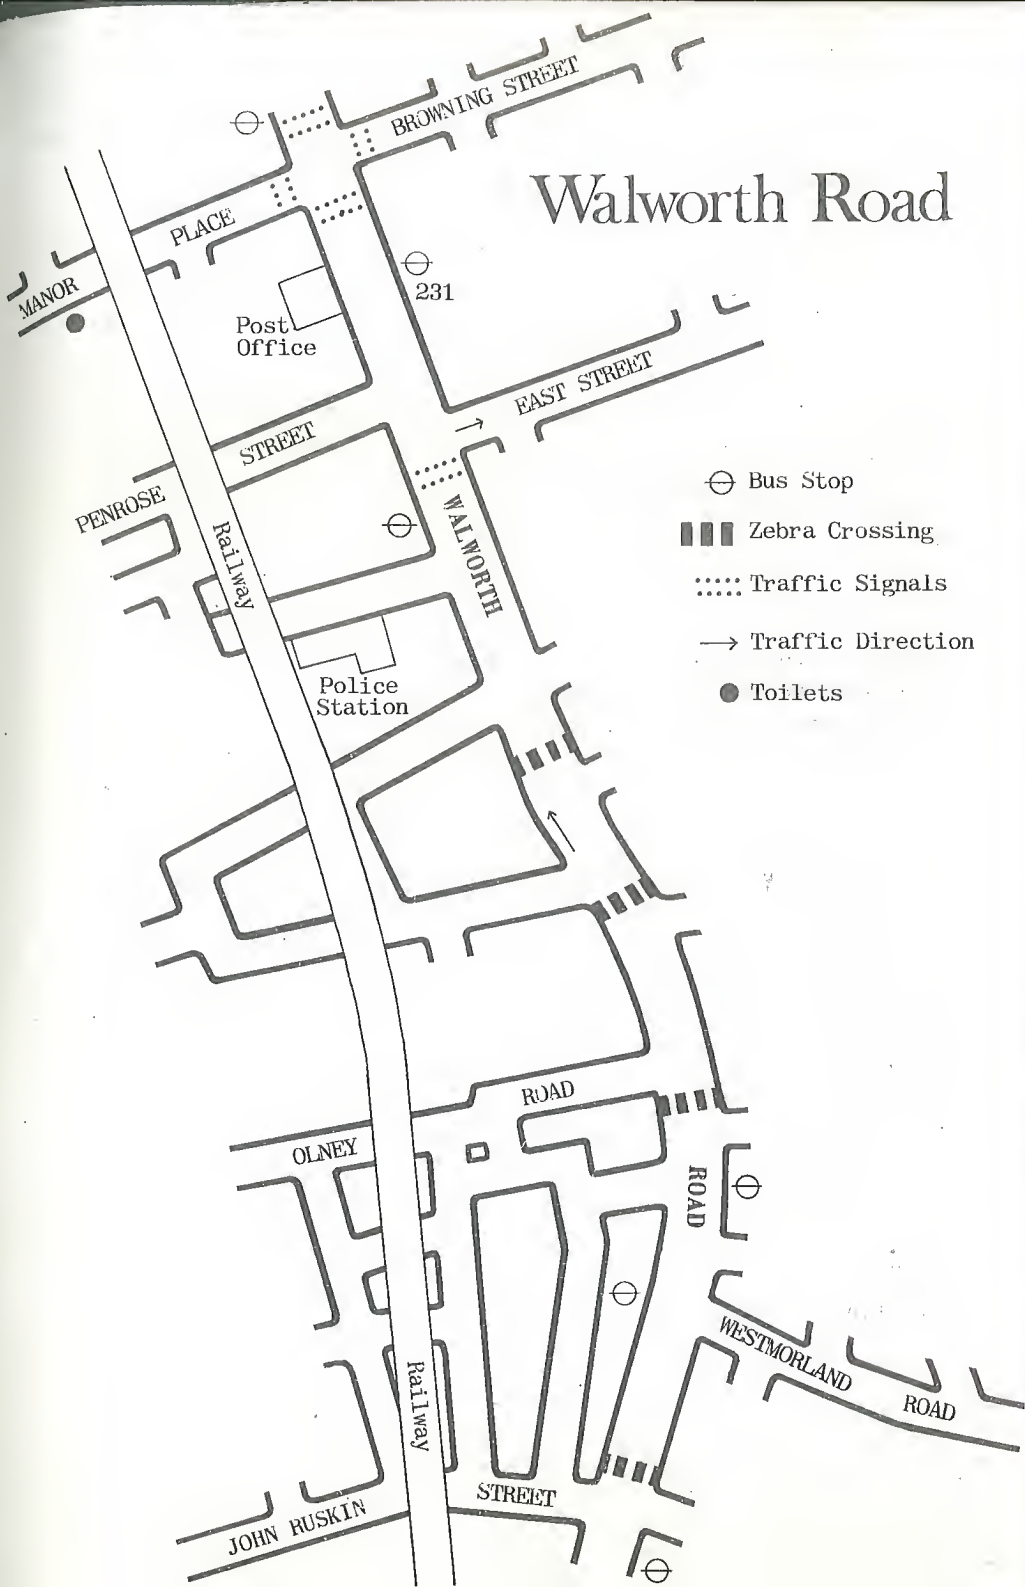 BROWNING STREET
Walworth Road
MANOR PLACE
231
Post
Office
EAST STREET
PENROSE STREET
WALWORTH ROAD
Railway
Bus Stop
Zebra Crossing
Traffic Signals
Traffic Direction
Toilets
Police
Station
OLNEY ROAD
WESTMORLAND ROAD
Railway
JOHN RUSKIN STREET